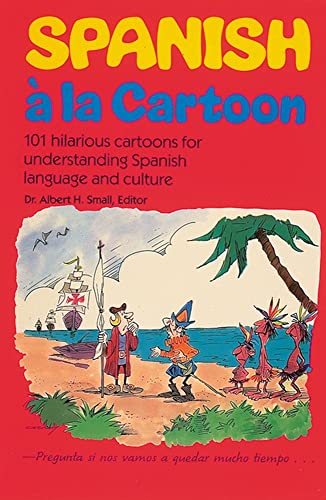 SPANISH
à la Cartoon
101 hilarious cartoons for
understanding Spanish
language and culture
Dr. Albert H. Small, Editor
—Pregunta si nos vamos a quedar mucho tiempo . . .